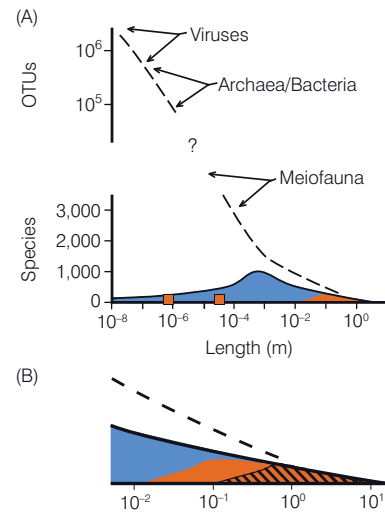 (A)
Viruses
10⁶
OTUs
Archaea/Bacteria
10⁵
?
Meiofauna
Species
3,000
2,000
1,000
0
10⁻⁸ 10⁻⁶ 10⁻⁴ 10⁻² 10⁰
Length (m)
(B)
10⁻² 10⁻¹ 10⁰ 10¹